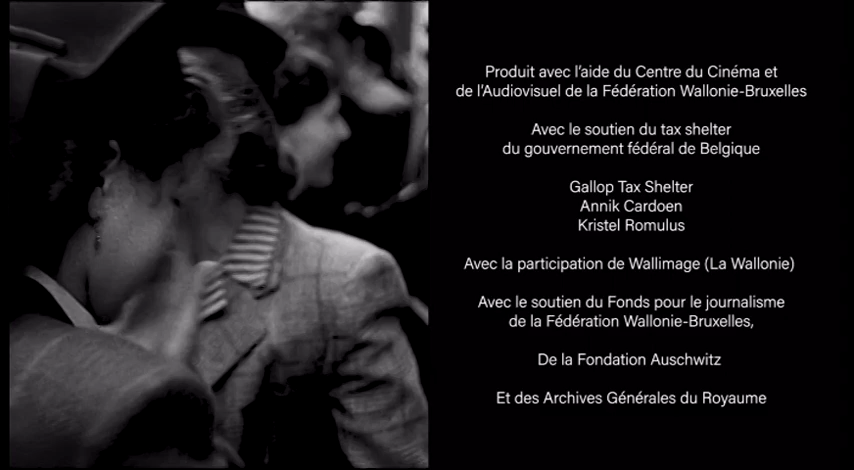 Produit avec l'aide du Centre du Cinéma et
de l'Audiovisuel de la Fédération Wallonie-Bruxelles
Avec le soutien du tax shelter
du gouvernement fédéral de Belgique
Gallop Tax Shelter
Annik Cardoen
Kristel Romulus
Avec la participation de Wallimage (La Wallonie)
Avec le soutien du Fonds pour le journalisme
de la Fédération Wallonie-Bruxelles,
De la Fondation Auschwitz
Et des Archives Générales du Royaume